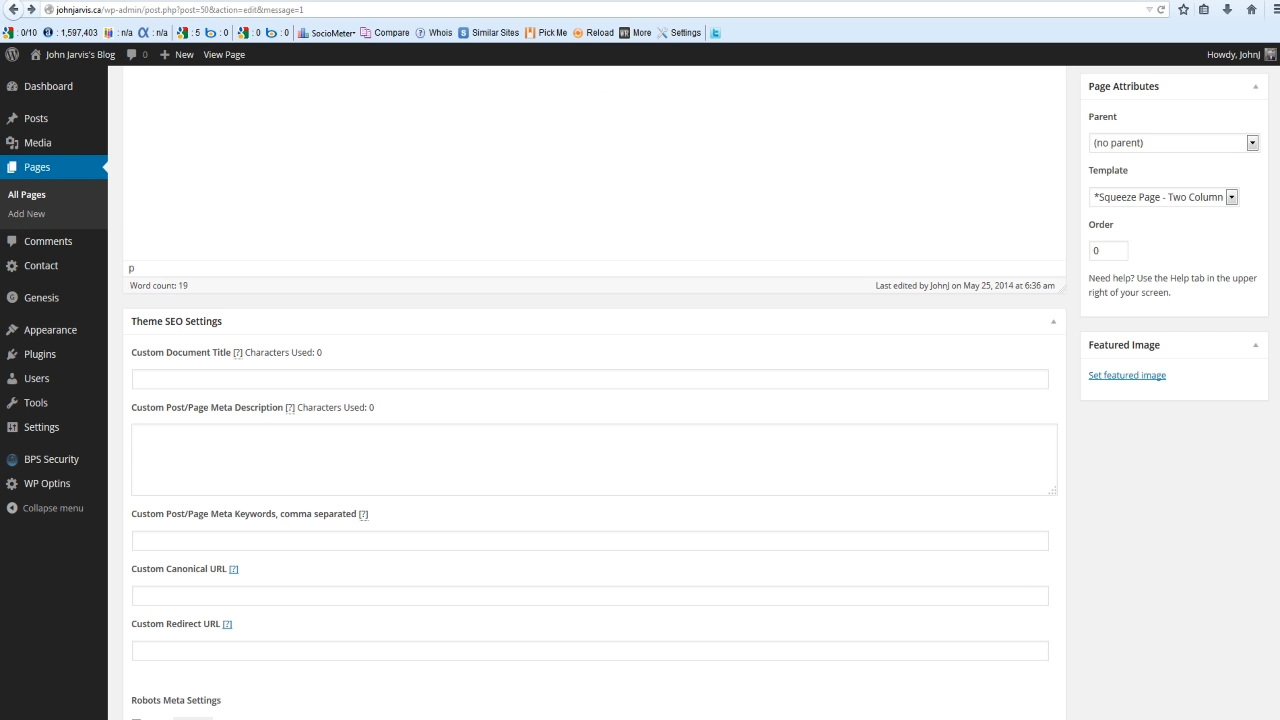 johnjarvis.ca/wp-admin/post.php?post=50&action=edit&message=1
: 0/10 : 1,597,403 : n/a : n/a : 5 : 0 : 0 : 0 SocioMeter Compare Whois Similar Sites Pick Me Reload More Settings
John Jarvis's Blog 0 New View Page Howdy, JohnJ
Dashboard
Posts
Media
Pages
All Pages
Add New
Comments
Contact
Genesis
Appearance
Plugins
Users
Tools
Settings
BPS Security
WP Optins
Collapse menu
p
Word count: 19 Last edited by JohnJ on May 25, 2014 at 6:36 am
Theme SEO Settings
Custom Document Title [?] Characters Used: 0
Custom Post/Page Meta Description [?] Characters Used: 0
Custom Post/Page Meta Keywords, comma separated [?]
Custom Canonical URL [?]
Custom Redirect URL [?]
Robots Meta Settings
Page Attributes
Parent
(no parent)
Template
*Squeeze Page - Two Column
Order
0
Need help? Use the Help tab in the upper
right of your screen.
Featured Image
Set featured image